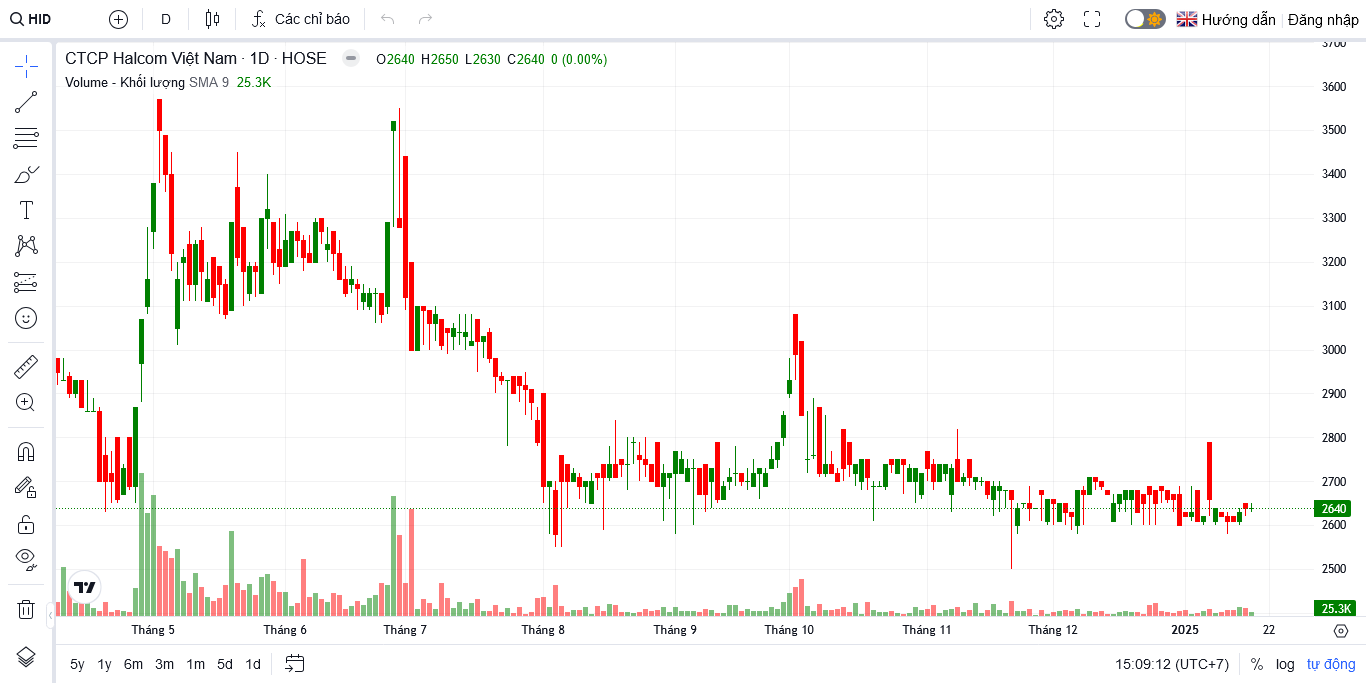 HID
D
Các chỉ báo
Hướng dẫn
Đăng nhập
CTCP Halcom Việt Nam · 1D · HOSE
O2640 H2650 L2630 C2640 0 (0.00%)
Volume - Khối lượng SMA 9 25.3K
3700
3600
3500
3400
3300
3200
3100
3000
2900
2800
2700
2640
2600
2500
25.3K
Tháng 5
Tháng 6
Tháng 7
Tháng 8
Tháng 9
Tháng 10
Tháng 11
Tháng 12
2025
22
5y 1y 6m 3m 1m 5d 1d
15:09:12 (UTC+7)
% log tự động